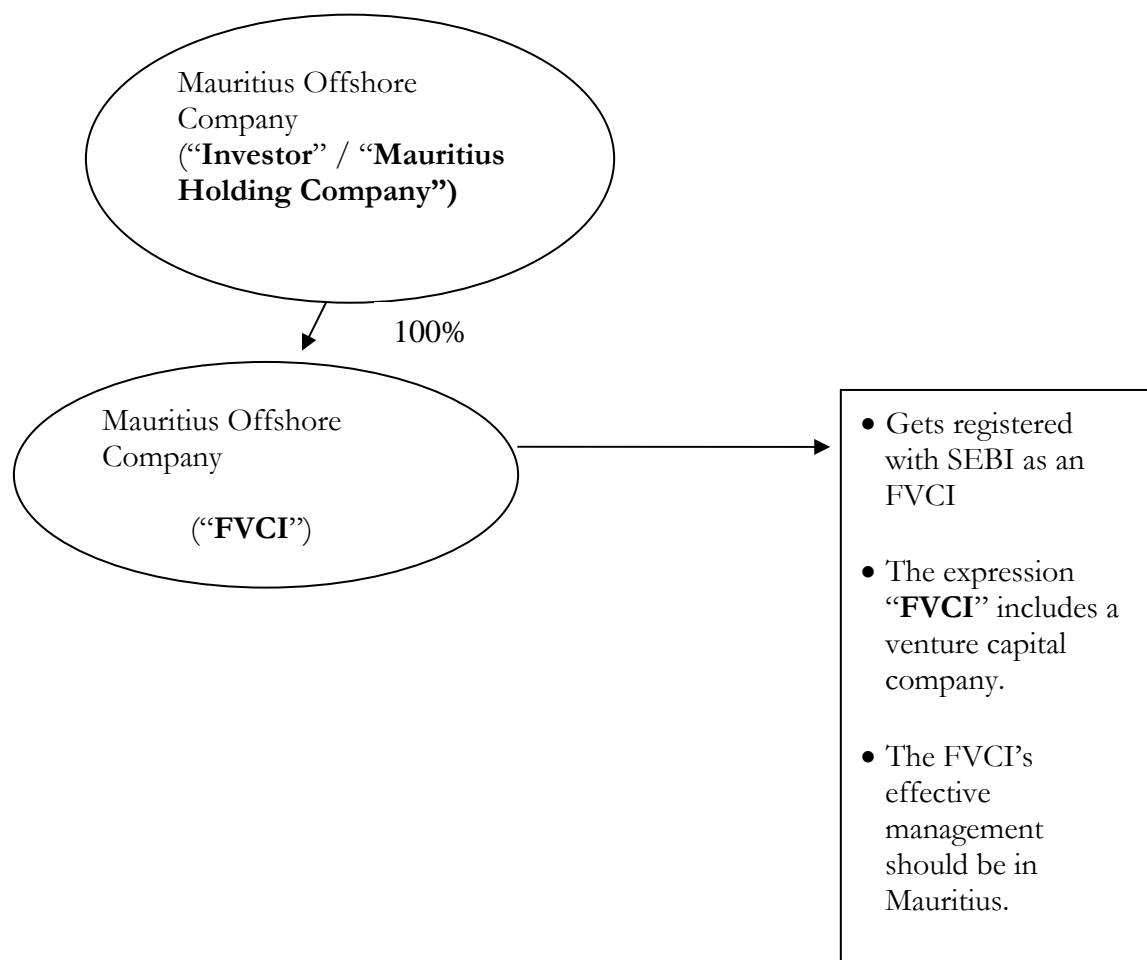 Mauritius Offshore
Company
(“Investor” / “Mauritius
Holding Company”)
100%
Mauritius Offshore
Company
(“FVCI”)
• Gets registered
with SEBI as an
FVCI
• The expression
“FVCI” includes a
venture capital
company.
• The FVCI’s
effective
management
should be in
Mauritius.